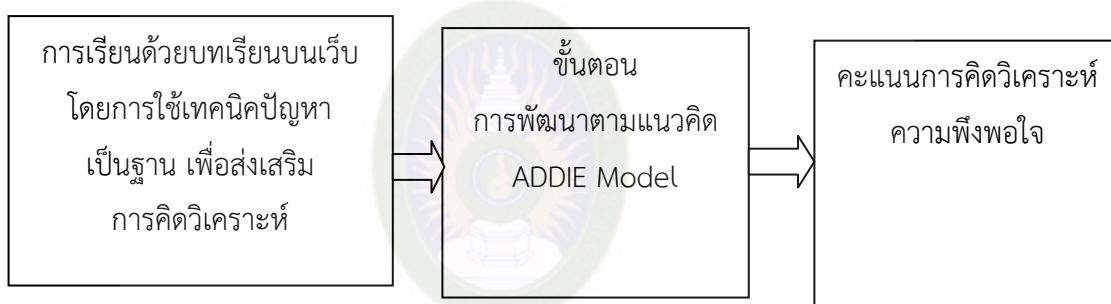 การเรียนด้วยบทเรียนบนเว็บ
โดยการใช้เทคนิคปัญหา
เป็นฐาน เพื่อส่งเสริม
การคิดวิเคราะห์
ขั้นตอน
การพัฒนาตามแนวคิด
ADDIE Model
คะแนนการคิดวิเคราะห์
ความพึงพอใจ